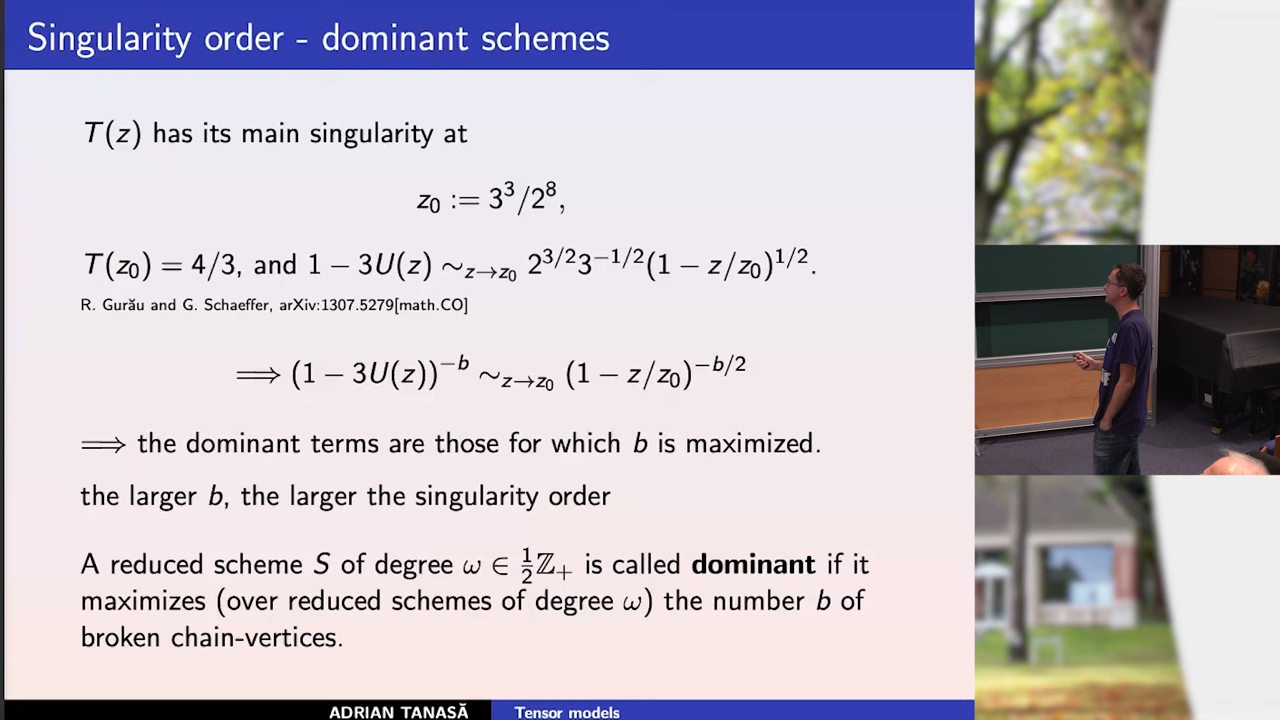 Singularity order - dominant schemes
T(z) has its main singularity at
z₀ := 3³/2⁸,
T(z₀) = 4/3, and 1 − 3U(z) ∼_{z→z₀} 2^{3/2}3^{−1/2}(1 − z/z₀)^{1/2}.
R. Gurău and G. Schaeffer, arXiv:1307.5279[math.CO]
⟹ (1 − 3U(z))^{−b} ∼_{z→z₀} (1 − z/z₀)^{−b/2}
⟹ the dominant terms are those for which b is maximized.
the larger b, the larger the singularity order
A reduced scheme S of degree ω ∈ ½ℤ₊ is called dominant if it
maximizes (over reduced schemes of degree ω) the number b of
broken chain-vertices.
ADRIAN TANASĂ Tensor models